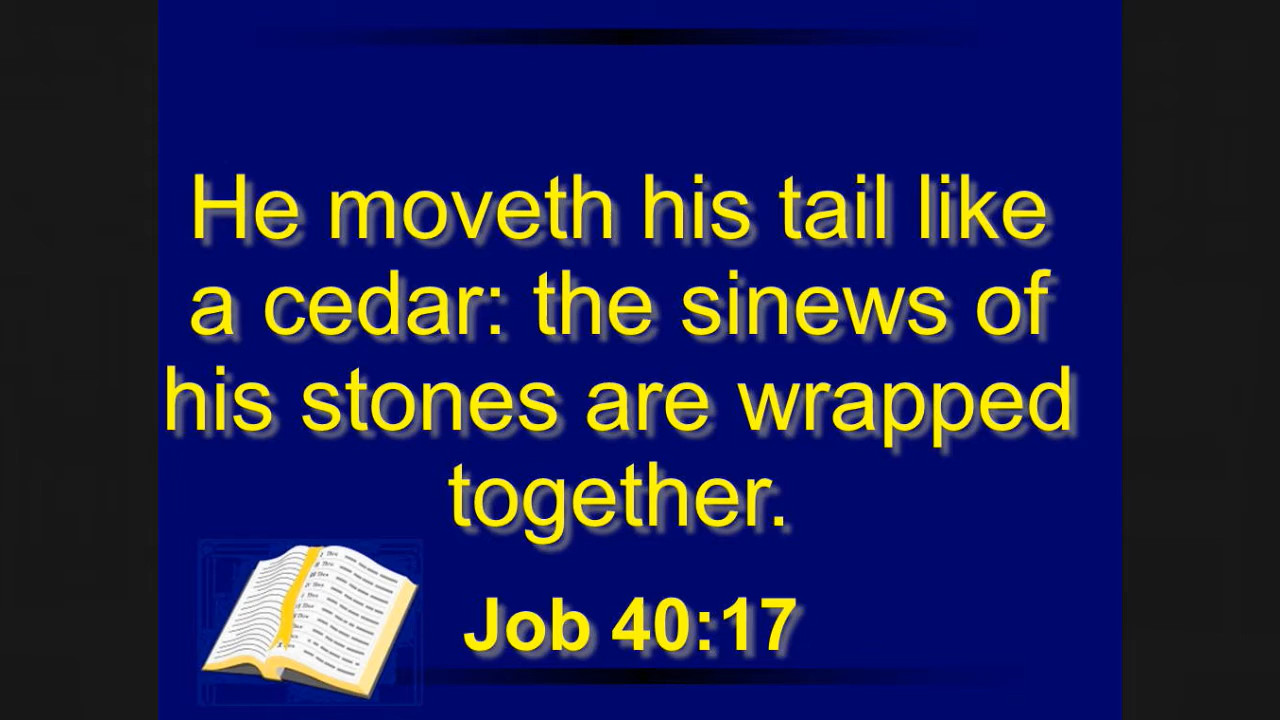 He moveth his tail like
a cedar: the sinews of
his stones are wrapped
together.
Job 40:17